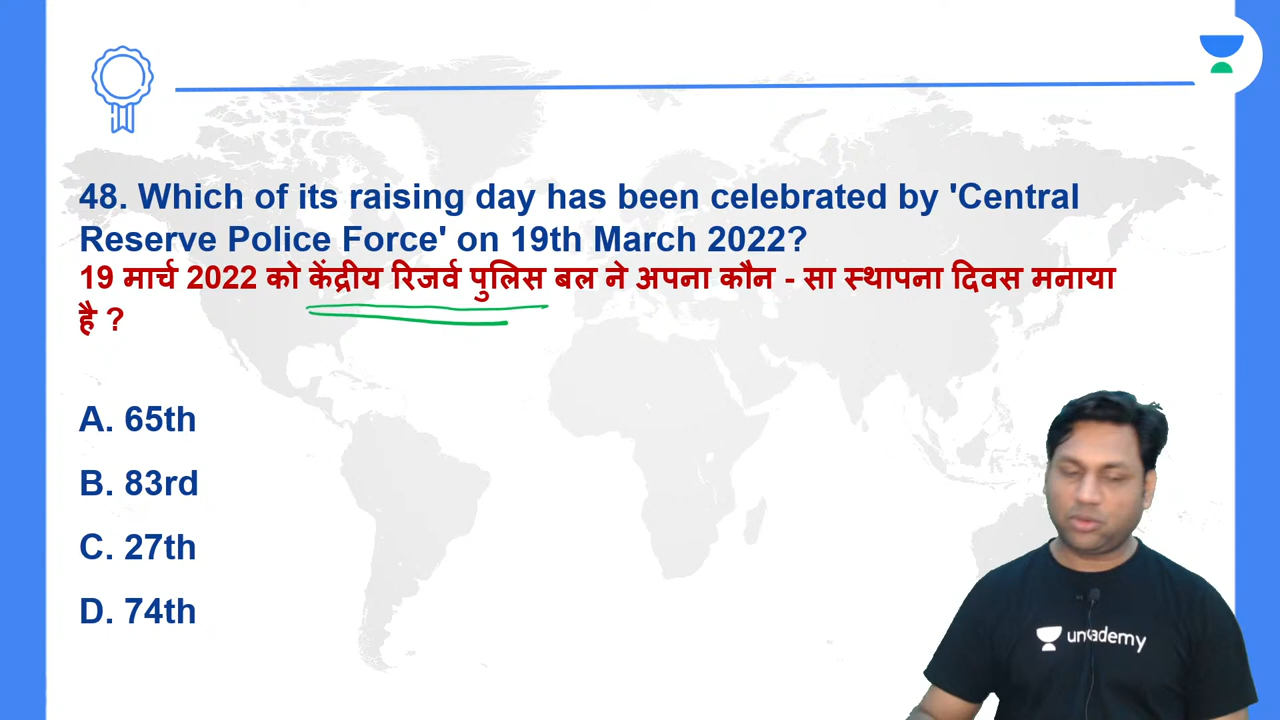 48. Which of its raising day has been celebrated by 'Central
Reserve Police Force' on 19th March 2022?
19 मार्च 2022 को केंद्रीय रिजर्व पुलिस बल ने अपना कौन - सा स्थापना दिवस मनाया
है ?
A. 65th
B. 83rd
C. 27th
D. 74th
unacademy